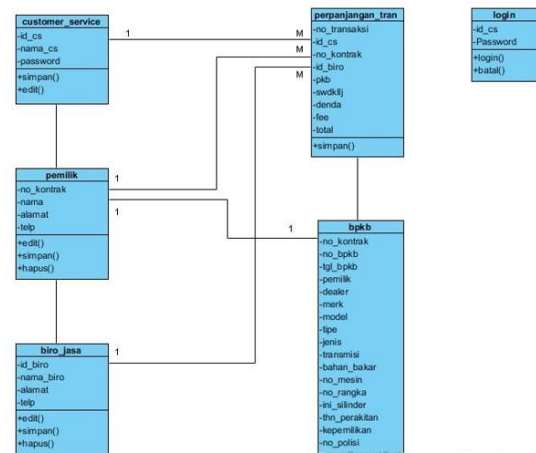 customer_service
-id_cs
-nama_cs
-password
+simpan()
+edit()
1
M
M
M
perpanjangan_tran
-no_transaksi
-id_cs
-no_kontrak
-id_biro
-pkb
-swdkllj
-denda
-fee
-total
+simpan()
login
-id_cs
-Password
+login()
+batal()
pemilik
-no_kontrak
-nama
-alamat
-telp
+edit()
+simpan()
+hapus()
1
1
1
bpkb
-no_kontrak
-no_bpkb
-tgl_bpkb
-pemilik
-dealer
-merk
-model
-tipe
-jenis
-transmisi
-bahan_bakar
-no_mesin
-no_rangka
-ini_silinder
-thn_perakitan
-kepemilikan
-no_polisi
biro_jasa
-id_biro
-nama_biro
-alamat
-telp
+edit()
+simpan()
+hapus()
1